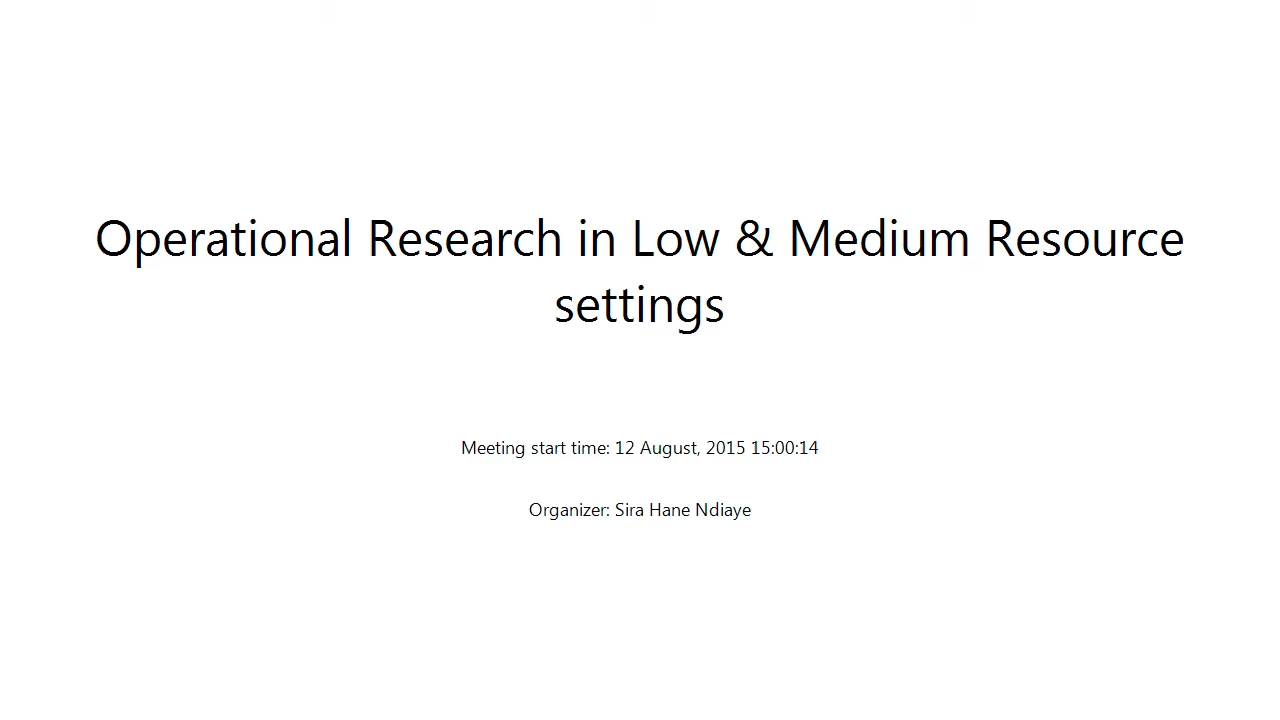 Operational Research in Low & Medium Resource
settings
Meeting start time: 12 August, 2015 15:00:14
Organizer: Sira Hane Ndiaye